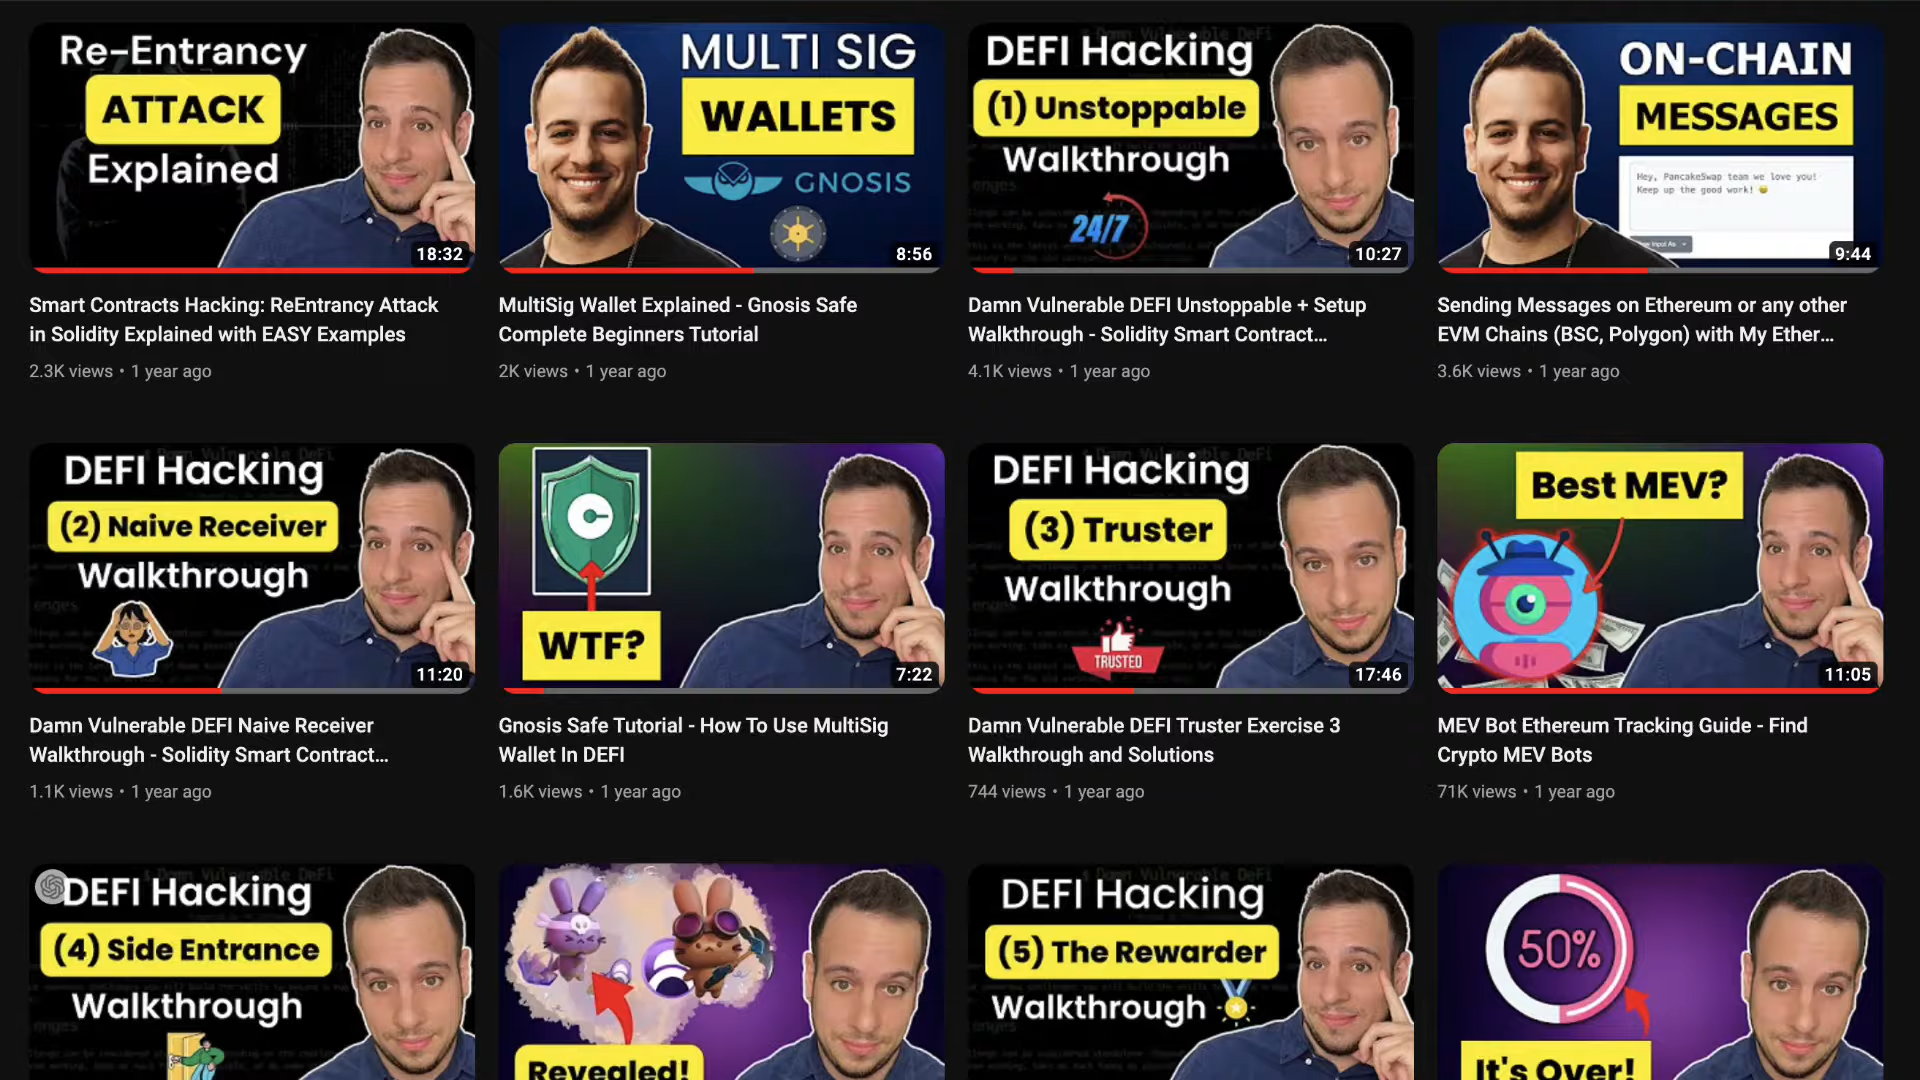 Re-Entrancy
ATTACK
Explained
18:32
MULTI SIG
WALLETS
GNOSIS
8:56
DEFI Hacking
(1) Unstoppable
Walkthrough
24/7
10:27
ON-CHAIN
MESSAGES
Hey, PancakeSwap team we love you!
Keep up the good work! 😄
Input As
9:44
Smart Contracts Hacking: ReEntrancy Attack
in Solidity Explained with EASY Examples
2.3K views • 1 year ago
MultiSig Wallet Explained - Gnosis Safe
Complete Beginners Tutorial
2K views • 1 year ago
Damn Vulnerable DEFI Unstoppable + Setup
Walkthrough - Solidity Smart Contract...
4.1K views • 1 year ago
Sending Messages on Ethereum or any other
EVM Chains (BSC, Polygon) with My Ether...
3.6K views • 1 year ago
DEFI Hacking
(2) Naive Receiver
Walkthrough
11:20
WTF?
7:22
DEFI Hacking
(3) Truster
Walkthrough
TRUSTED
17:46
Best MEV?
11:05
Damn Vulnerable DEFI Naive Receiver
Walkthrough - Solidity Smart Contract...
1.1K views • 1 year ago
Gnosis Safe Tutorial - How To Use MultiSig
Wallet In DEFI
1.6K views • 1 year ago
Damn Vulnerable DEFI Truster Exercise 3
Walkthrough and Solutions
744 views • 1 year ago
MEV Bot Ethereum Tracking Guide - Find
Crypto MEV Bots
71K views • 1 year ago
DEFI Hacking
(4) Side Entrance
Walkthrough
Revealed!
DEFI Hacking
(5) The Rewarder
Walkthrough
50%
It's Over!